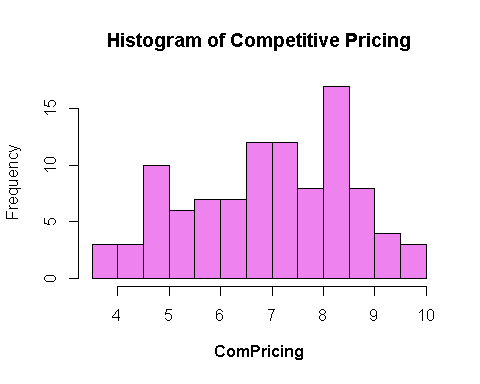 Histogram of Competitive Pricing
Frequency
15
10
5
0
4 5 6 7 8 9 10
ComPricing